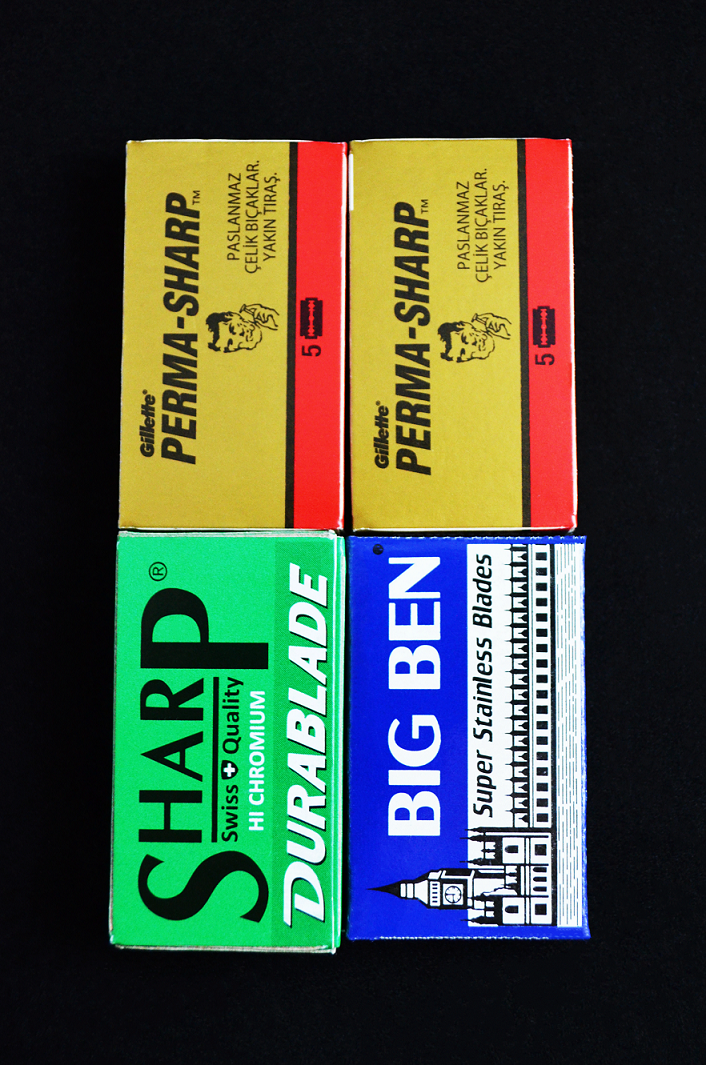 Gillette®
PERMA-SHARP™
PASLANMAZ
ÇELİK BIÇAKLAR.
YAKIN TIRAŞ.
5
Gillette®
PERMA-SHARP™
PASLANMAZ
ÇELİK BIÇAKLAR.
YAKIN TIRAŞ.
5
SHARP®
Swiss Quality
HI CHROMIUM
DURABLADE
BIG BEN®
Super Stainless Blades